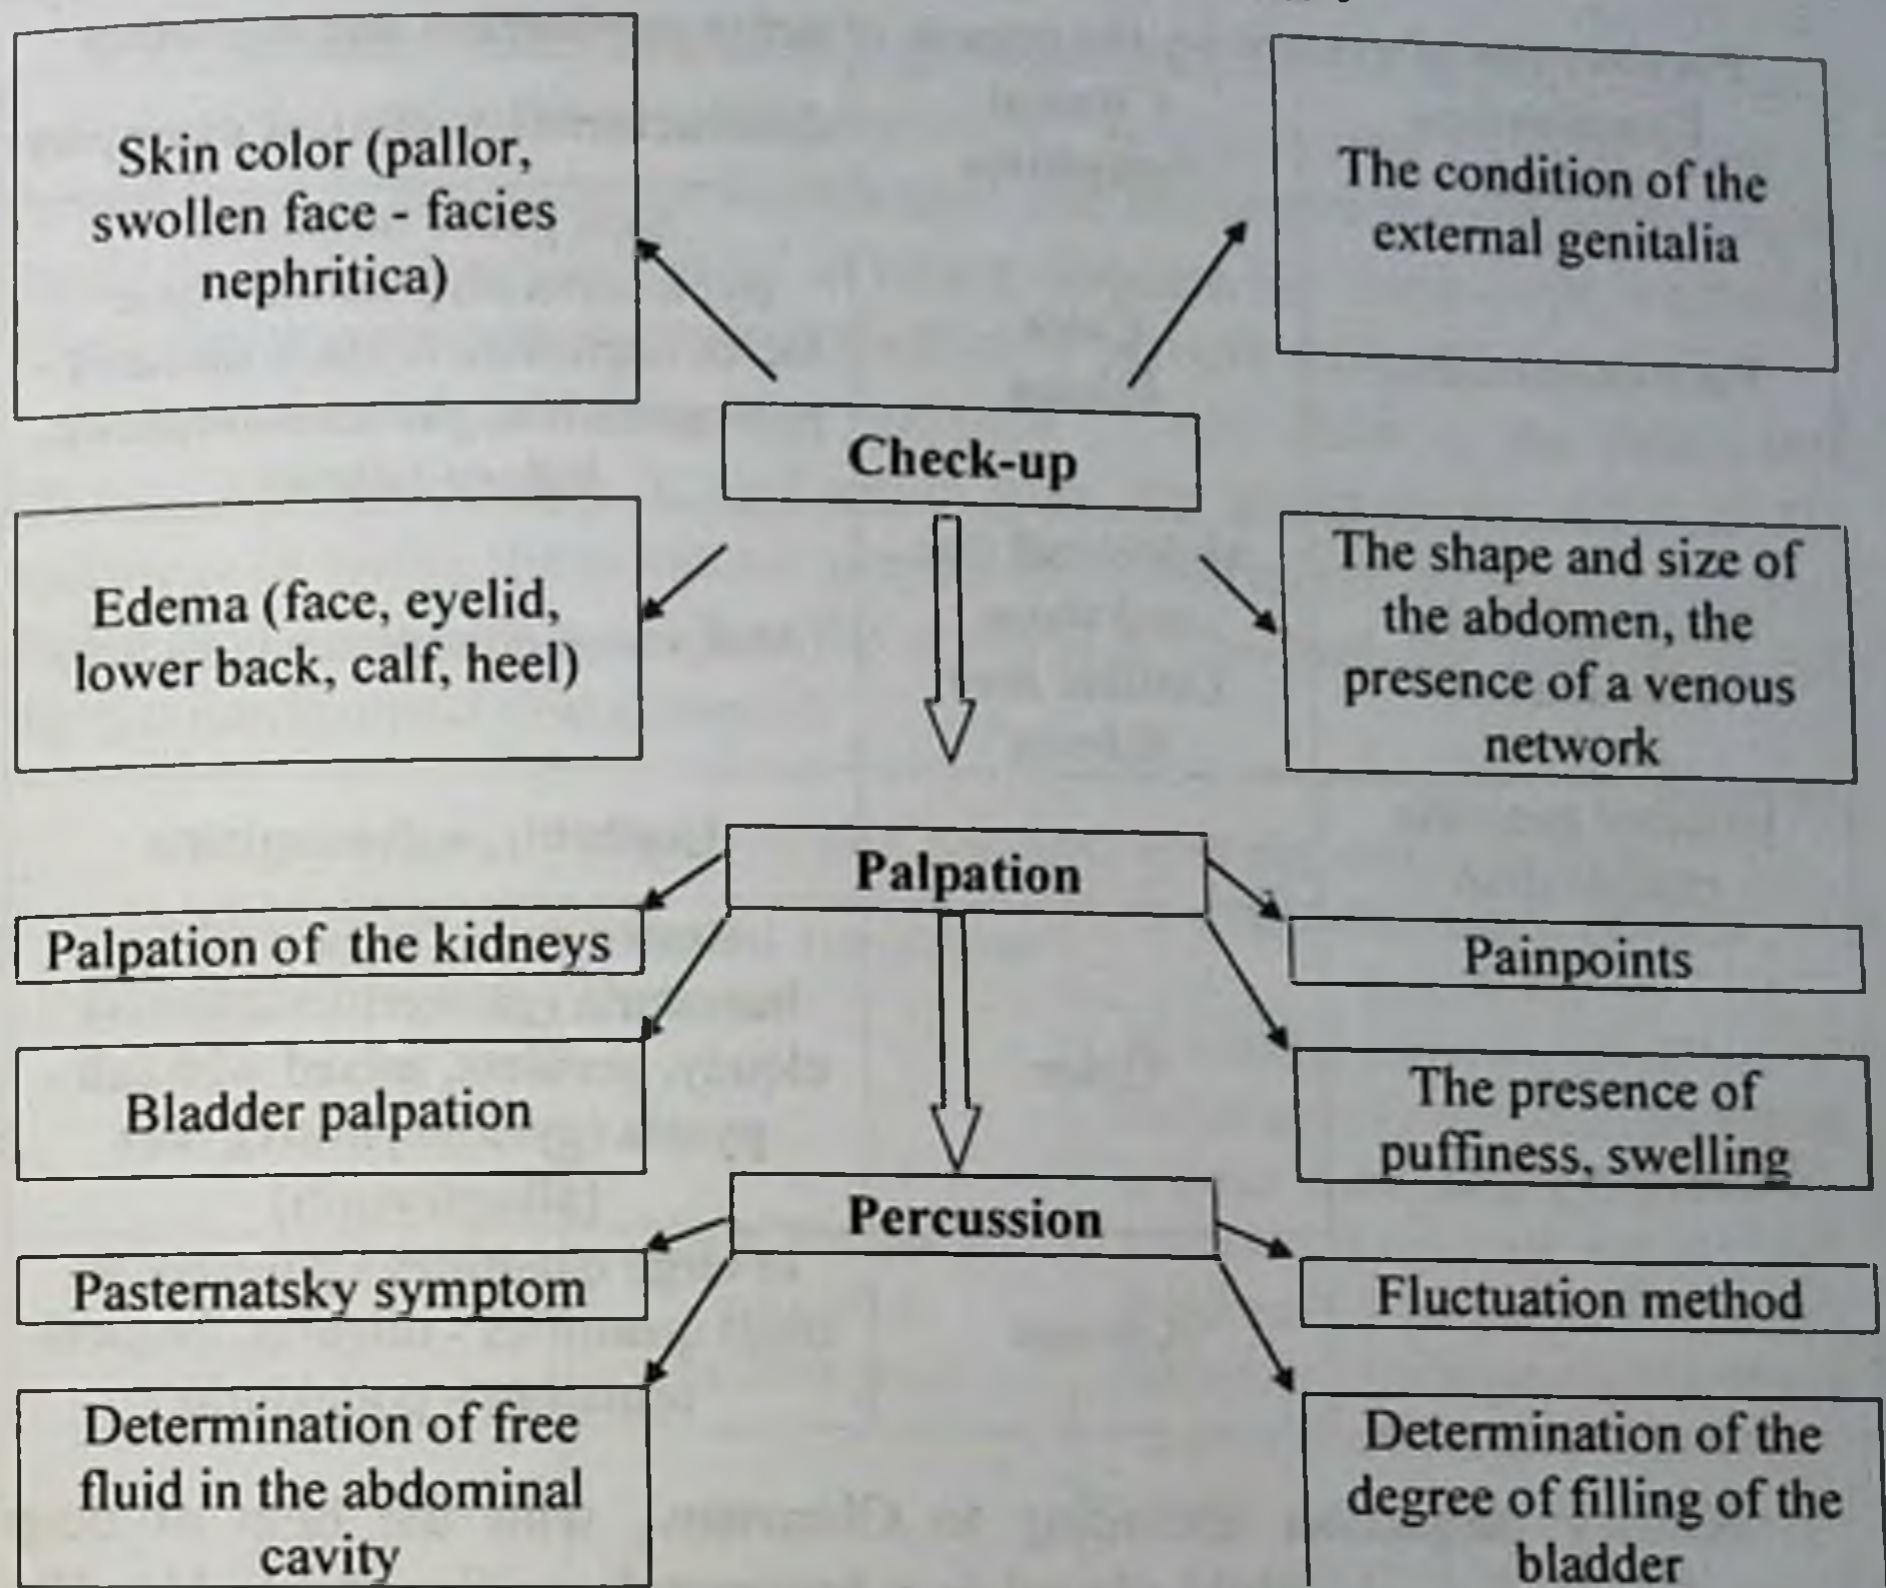 Skin color (pallor,
swollen face - facies
nephritica)
The condition of the
external genitalia
Check-up
Edema (face, eyelid,
lower back, calf, heel)
The shape and size of
the abdomen, the
presence of a venous
network
Palpation
Palpation of the kidneys
Painpoints
Bladder palpation
The presence of
puffiness, swelling
Percussion
Pasternatsky symptom
Fluctuation method
Determination of free
fluid in the abdominal
cavity
Determination of the
degree of filling of the
bladder